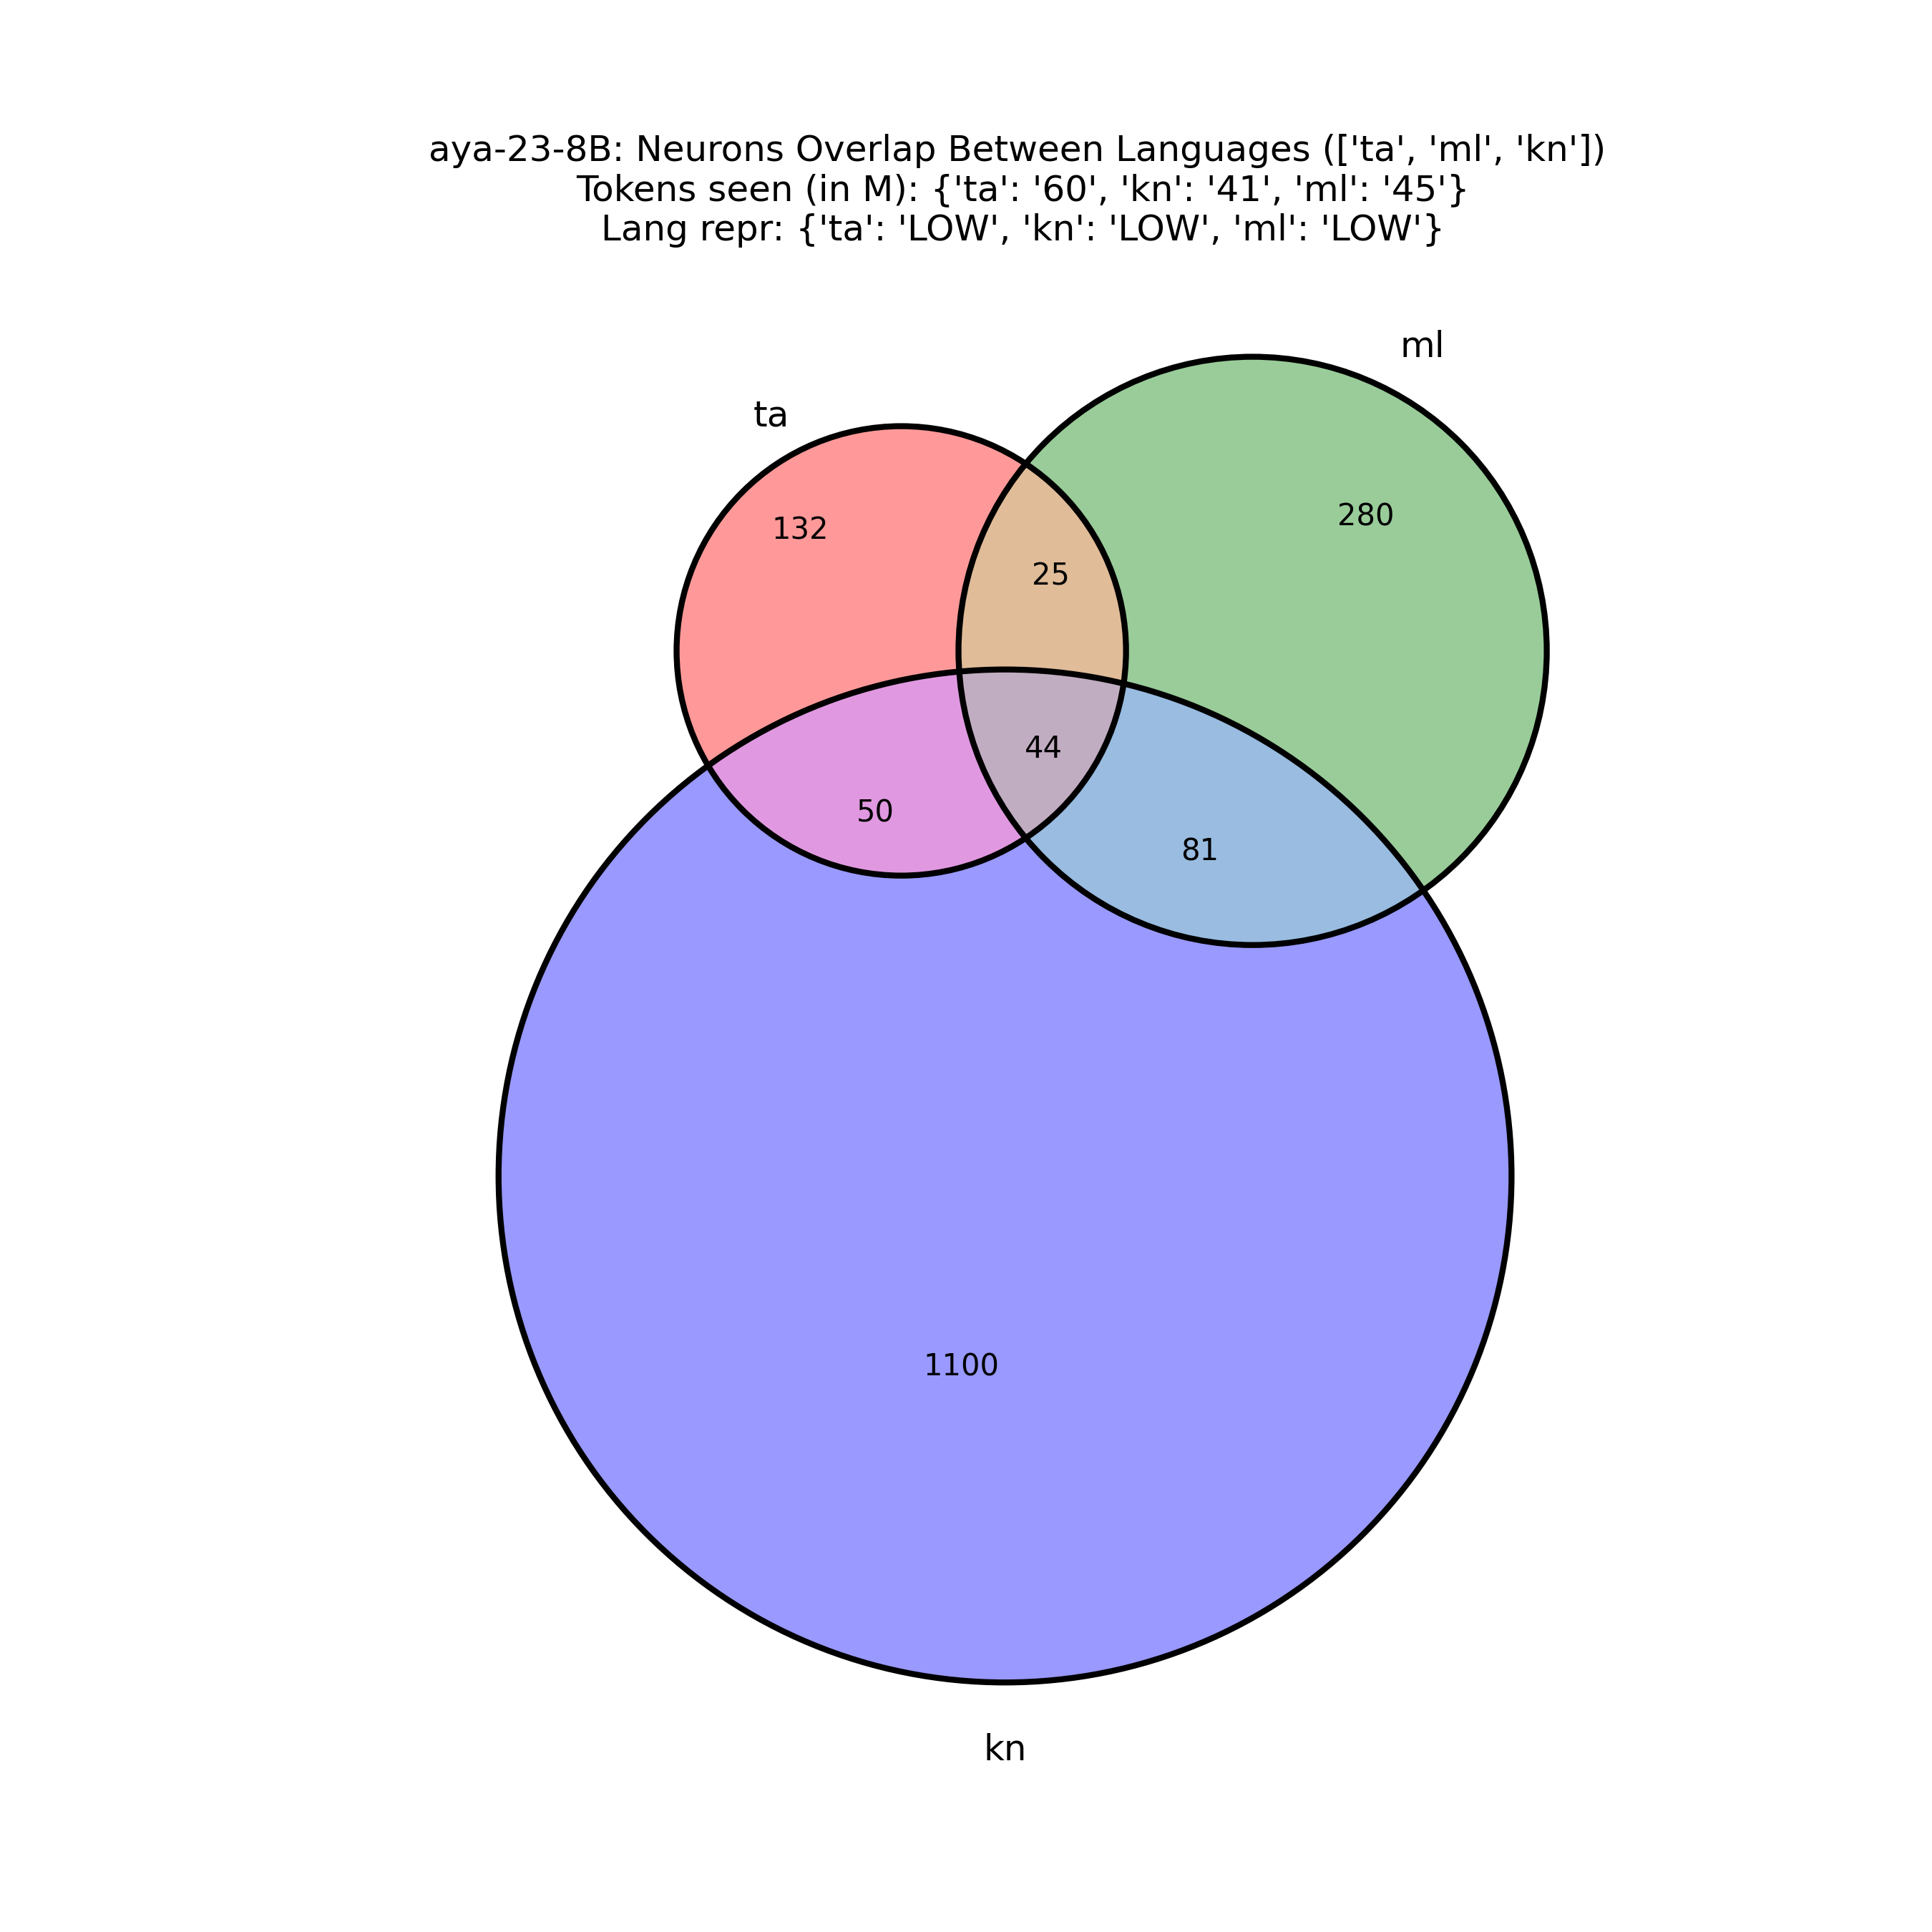 aya-23-8B: Neurons Overlap Between Languages (['ta', 'ml', 'kn'])
Tokens seen (in M): {'ta': '60', 'kn': '41', 'ml': '45'}
Lang repr: {'ta': 'LOW', 'kn': 'LOW', 'ml': 'LOW'}
ml
ta
280
132
25
44
50
81
1100
kn